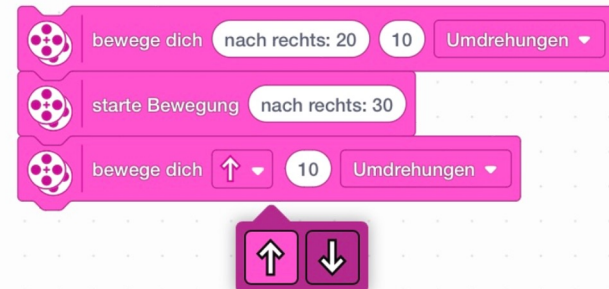 bewege dich nach rechts: 20 10 Umdrehungen
starte Bewegung nach rechts: 30
bewege dich 10 Umdrehungen